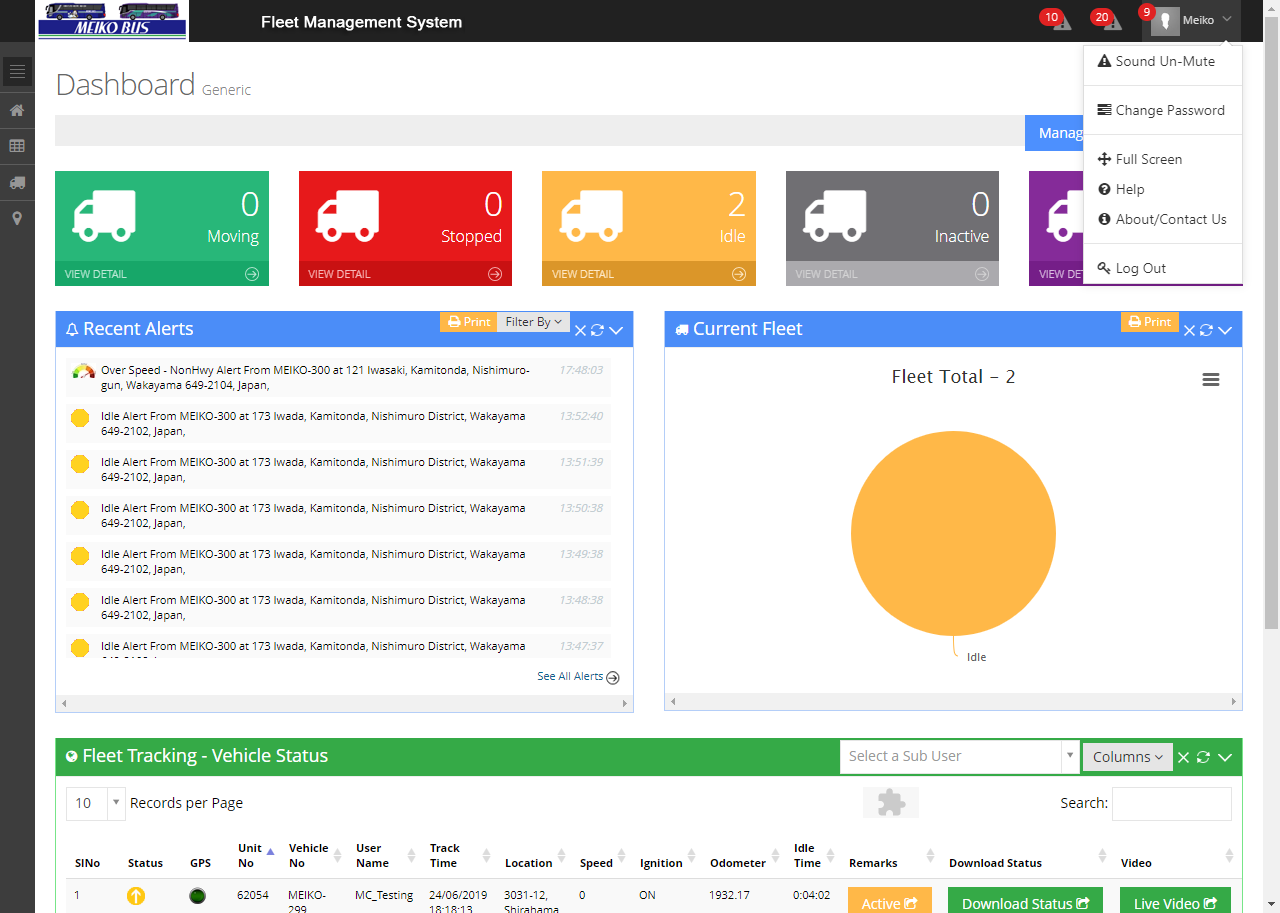 MEIKO BUS
Fleet Management System
10
20
9
Meiko
Sound Un-Mute
Change Password
Full Screen
Help
About/Contact Us
Log Out
Dashboard Generic
Manag
0
Moving
VIEW DETAIL
0
Stopped
VIEW DETAIL
2
Idle
VIEW DETAIL
0
Inactive
VIEW DETAIL
VIEW DET
Recent Alerts
Print
Filter By
Over Speed - NonHwy Alert From MEIKO-300 at 121 Iwasaki, Kamitonda, Nishimuro-
gun, Wakayama 649-2104, Japan,
17:48:03
Idle Alert From MEIKO-300 at 173 Iwada, Kamitonda, Nishimuro District, Wakayama
649-2102, Japan,
13:52:40
Idle Alert From MEIKO-300 at 173 Iwada, Kamitonda, Nishimuro District, Wakayama
649-2102, Japan,
13:51:39
Idle Alert From MEIKO-300 at 173 Iwada, Kamitonda, Nishimuro District, Wakayama
649-2102, Japan,
13:50:38
Idle Alert From MEIKO-300 at 173 Iwada, Kamitonda, Nishimuro District, Wakayama
649-2102, Japan,
13:49:38
Idle Alert From MEIKO-300 at 173 Iwada, Kamitonda, Nishimuro District, Wakayama
649-2102, Japan,
13:48:38
Idle Alert From MEIKO-300 at 173 Iwada, Kamitonda, Nishimuro District, Wakayama
13:47:37
See All Alerts
Current Fleet
Print
Fleet Total - 2
Idle
Fleet Tracking - Vehicle Status
Select a Sub User
Columns
10
Records per Page
Search:
SlNo
Status
GPS
Unit
No
Vehicle
No
User
Name
Track
Time
Location
Speed
Ignition
Odometer
Idle
Time
Remarks
Download Status
Video
1
62054
MEIKO-
299
MC_Testing
24/06/2019
18:18:13
3031-12,
Shirahama
0
ON
1932.17
0:04:02
Active
Download Status
Live Video